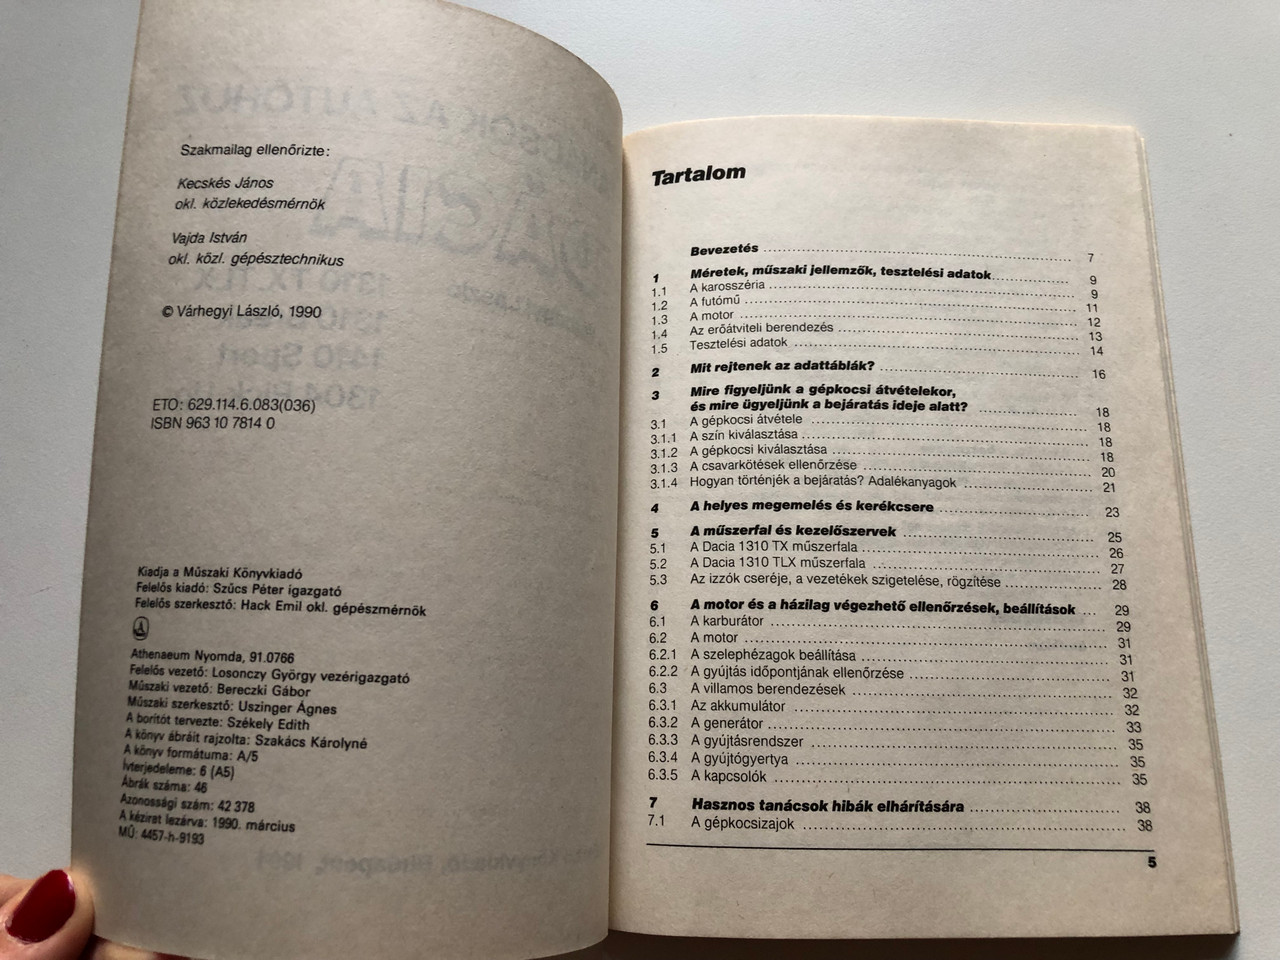 Szakmailag ellenőrizte:
Kecskés János
okl. közlekedésmérnök
Vajda István
okl. közl. gépésztechnikus
© Várhegyi László, 1990
ETO: 629.114.6.083(036)
ISBN 963 10 7814 0
Kiadja a Műszaki Könyvkiadó
Felelős kiadó: Szűcs Péter igazgató
Felelős szerkesztő: Hack Emil okl. gépészmérnök
Athenaeum Nyomda, 91.0766
Felelős vezető: Losonczy György vezérigazgató
Műszaki vezető: Bereczki Gábor
Műszaki szerkesztő: Uszinger Ágnes
A borítót tervezte: Székely Edith
A könyv ábráit rajzolta: Szakács Károlyné
A könyv formátuma: A/5
Ívterjedeleme: 6 (A5)
Ábrák száma: 46
Azonossági szám: 42 378
A kézirat lezárva: 1990. március
MŰ: 4457-h-9193
Tartalom
Bevezetés 7
1 Méretek, műszaki jellemzők, tesztelési adatok 9
1.1 A karosszéria 9
1.2 A futómű 11
1.3 A motor 12
1.4 Az erőátviteli berendezés 13
1.5 Tesztelési adatok 14
2 Mit rejtenek az adattáblák? 16
3 Mire figyeljünk a gépkocsi átvételekor,
és mire ügyeljünk a bejáratás ideje alatt? 18
3.1 A gépkocsi átvétele 18
3.1.1 A szín kiválasztása 18
3.1.2 A gépkocsi kiválasztása 18
3.1.3 A csavarkötések ellenőrzése 20
3.1.4 Hogyan történjék a bejáratás? Adalékanyagok 21
4 A helyes megemelés és kerékcsere 23
5 A műszerfal és kezelőszervek 25
5.1 A Dacia 1310 TX műszerfala 26
5.2 A Dacia 1310 TLX műszerfala 27
5.3 Az izzók cseréje, a vezetékek szigetelése, rögzítése 28
6 A motor és a házilag végezhető ellenőrzések, beállítások 29
6.1 A karburátor 29
6.2 A motor 31
6.2.1 A szelephézagok beállítása 31
6.2.2 A gyújtás időpontjának ellenőrzése 31
6.3 A villamos berendezések 32
6.3.1 Az akkumulátor 32
6.3.2 A generátor 33
6.3.3 A gyújtásrendszer 35
6.3.4 A gyújtógyertya 35
6.3.5 A kapcsolók 35
7 Hasznos tanácsok hibák elhárítására 38
7.1 A gépkocsizajok 38
5